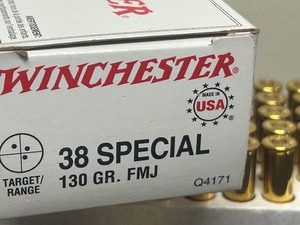 WINCHESTER
MADE IN
USA
38 SPECIAL
130 GR. FMJ
TARGET/
RANGE
Q4171